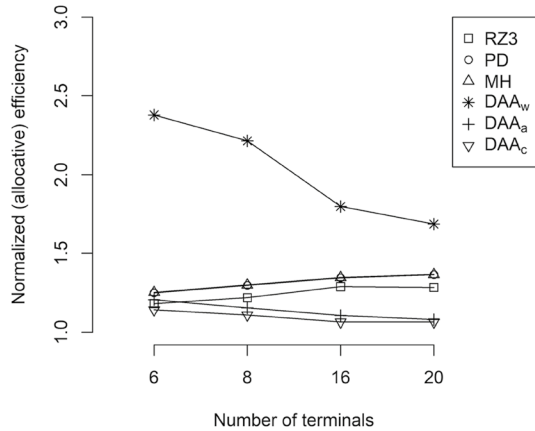 3.0
2.5
2.0
1.5
1.0
Normalized (allocative) efficiency
6 8 16 20
Number of terminals
RZ3
PD
MH
DAAw
DAAa
DAAc